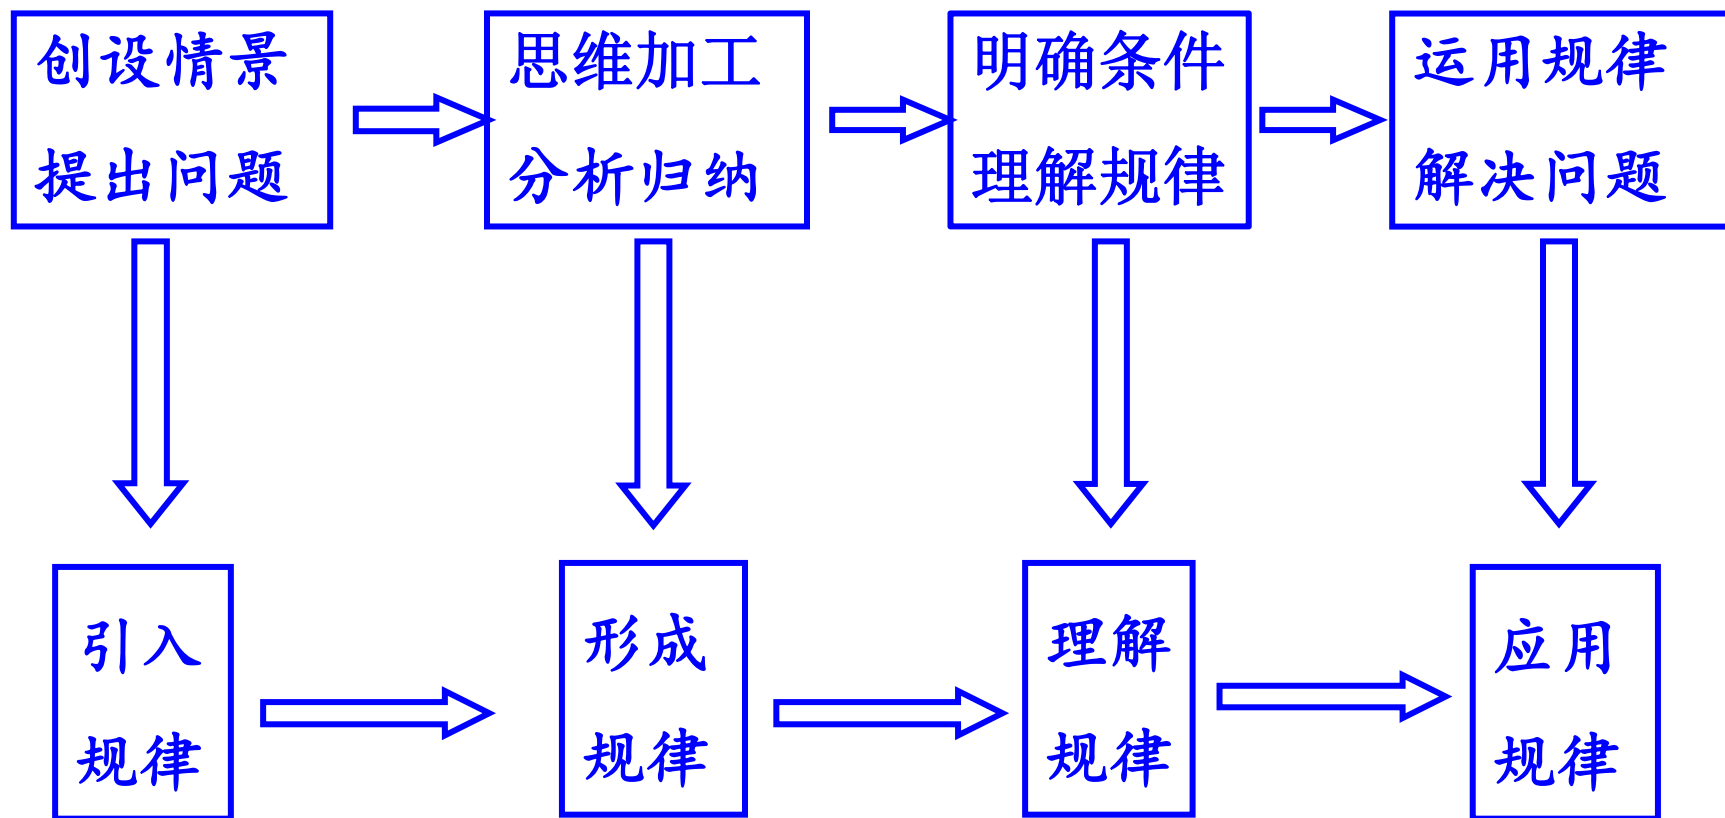 创设情景
提出问题
思维加工
分析归纳
明确条件
理解规律
运用规律
解决问题
引入
规律
形成
规律
理解
规律
应用
规律